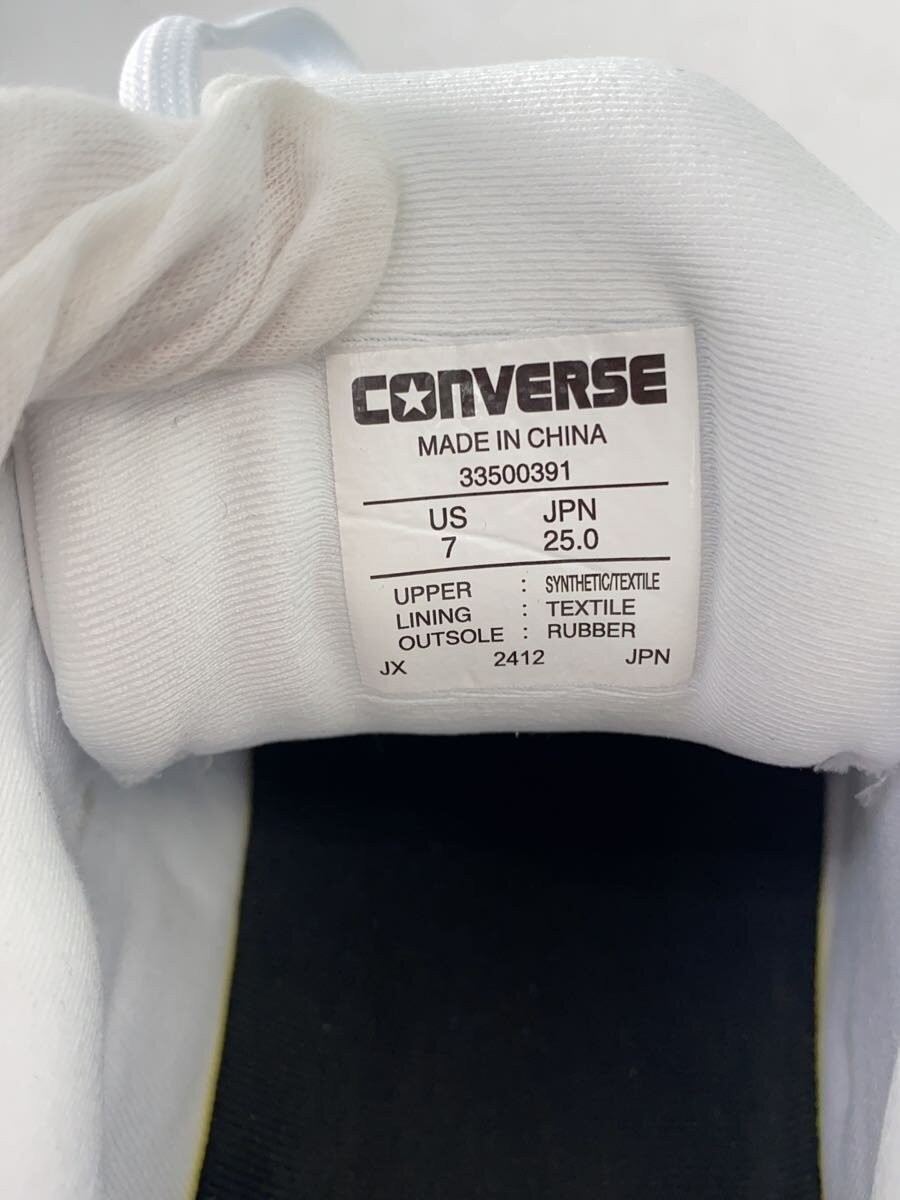 CONVERSE
MADE IN CHINA
33500391
US JPN
7 25.0
UPPER : SYNTHETIC/TEXTILE
LINING : TEXTILE
OUTSOLE : RUBBER
JX 2412 JPN